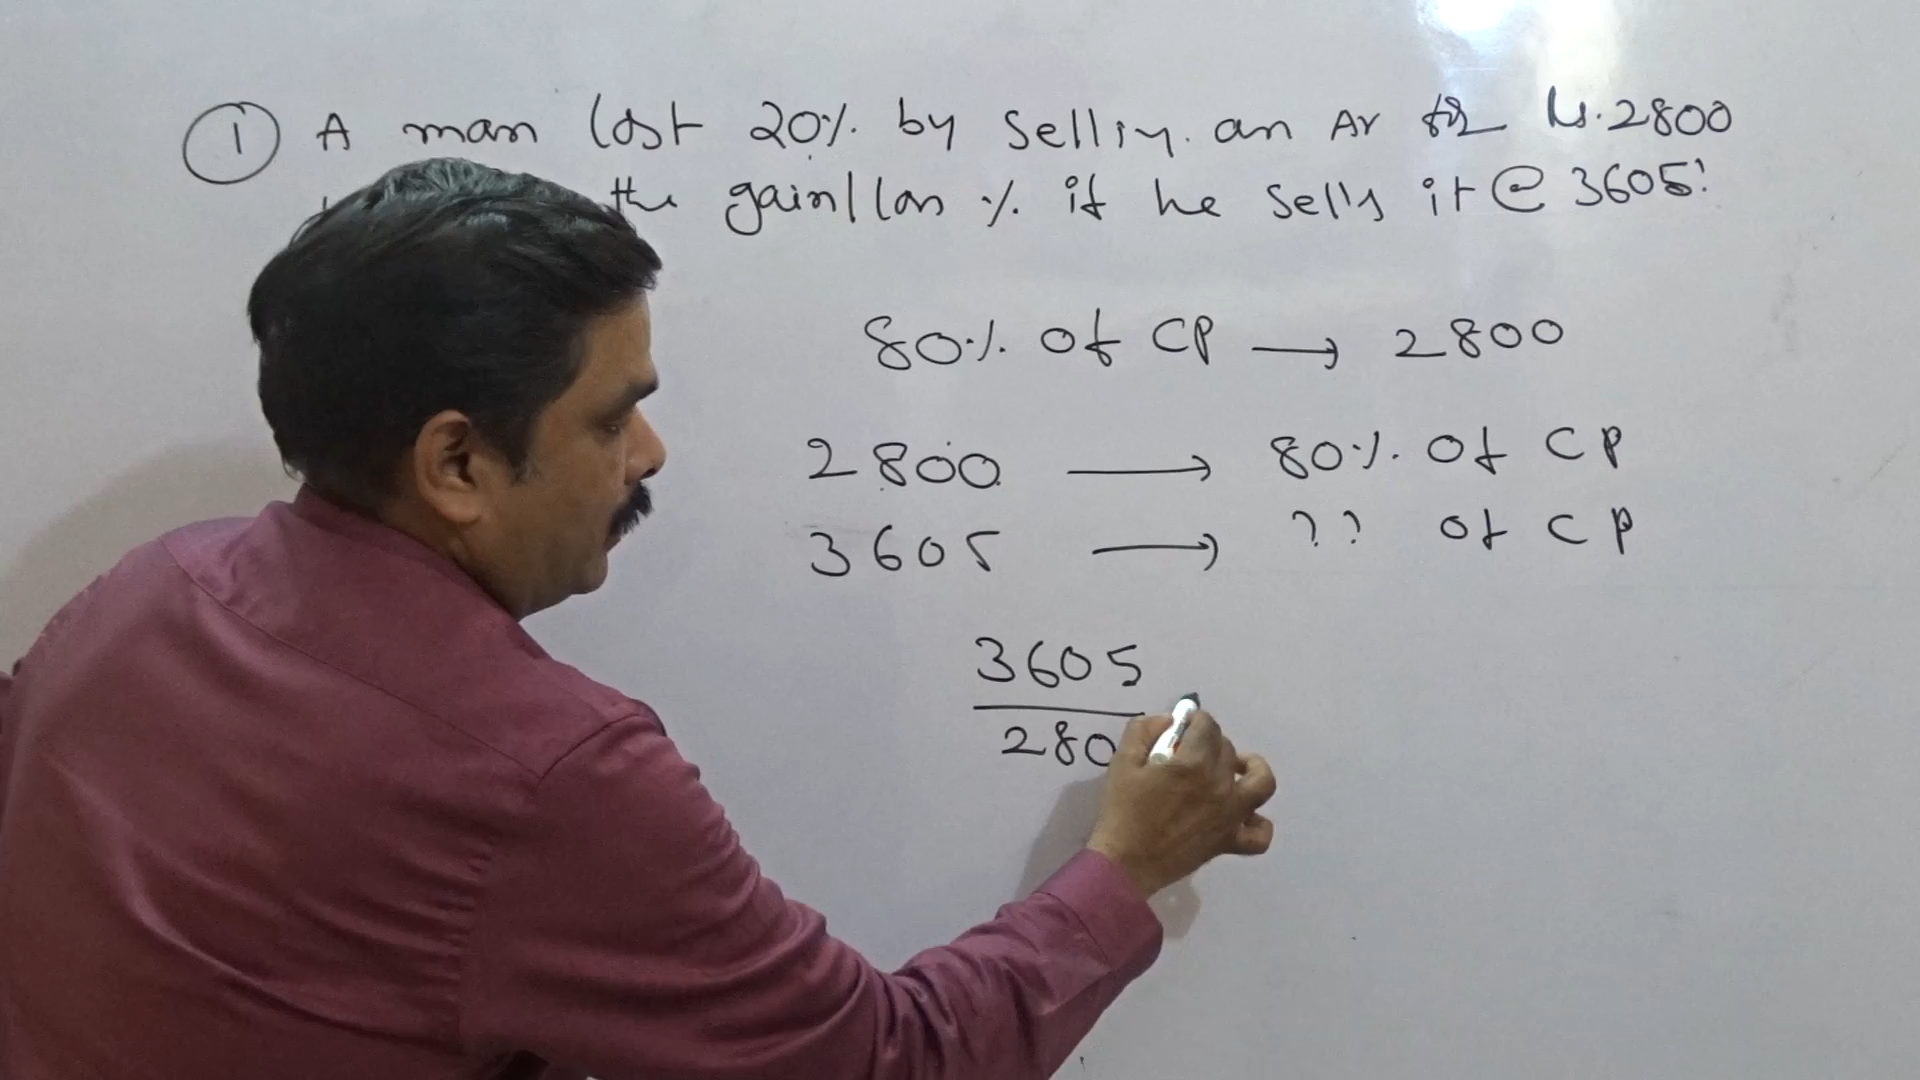 1 A man lost 20% by selling an Ar for Rs. 2800
the gain/loss % if he sells it @ 3605?
80% of CP → 2800
2800 → 80% of CP
3605 → ?? of CP
3605
280